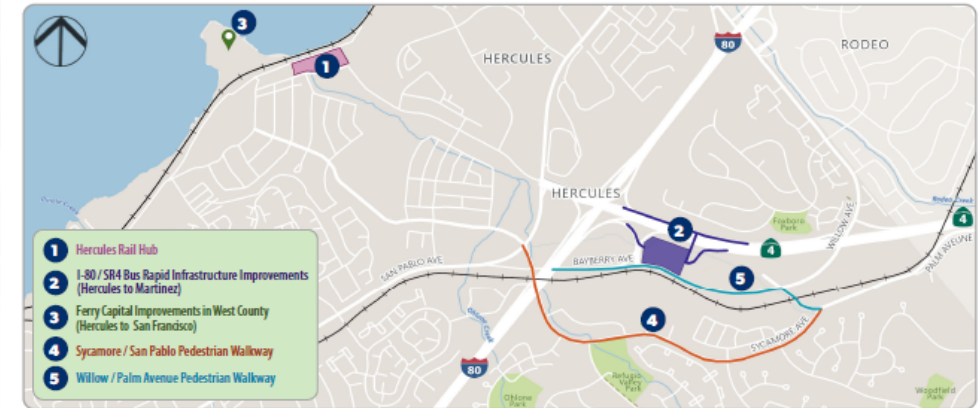 3
1
HERCULES
80
RODEO
HERCULES
2
Foxboro
Park
4
WILLOW AVE
Rodeo Creek
4
PALM AVE
SAN PABLO AVE
BAYBERRY AVE
5
4
SYCAMORE AVE
80
Refugio
Valley
Park
Ohlone
Park
Woodfield
Park
1 Hercules Rail Hub
2 I-80 / SR4 Bus Rapid Infrastructure Improvements
(Hercules to Martinez)
3 Ferry Capital Improvements in West County
(Hercules to San Francisco)
4 Sycamore / San Pablo Pedestrian Walkway
5 Willow / Palm Avenue Pedestrian Walkway